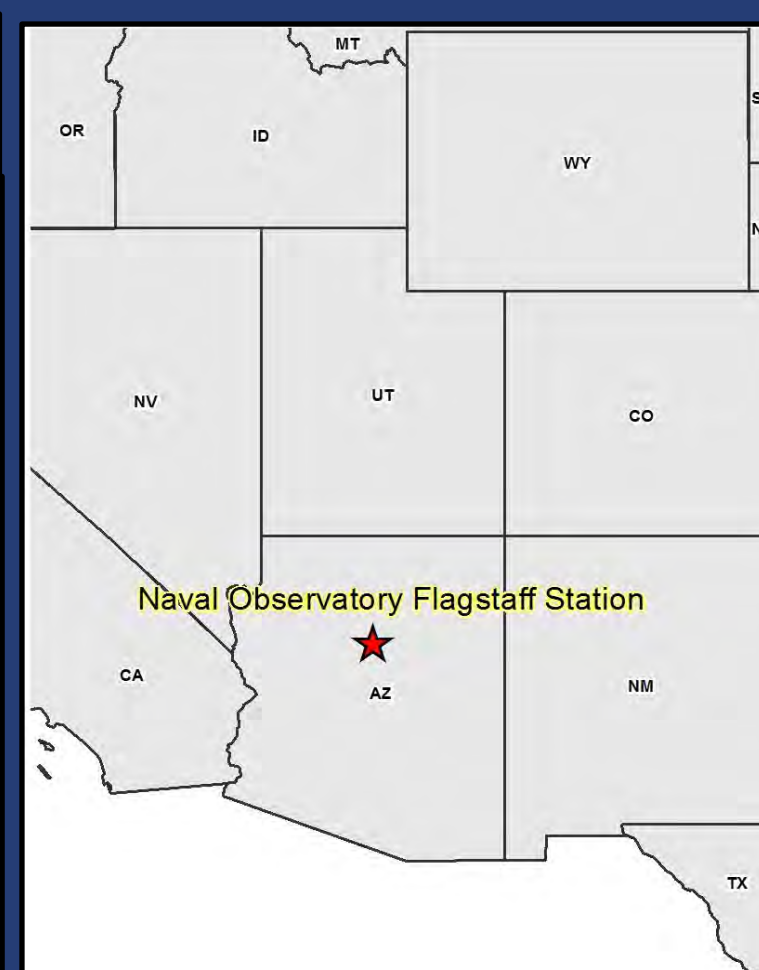 MT
OR
ID
WY
S
N
NV
UT
CO
Naval Observatory Flagstaff Station
CA
AZ
NM
TX